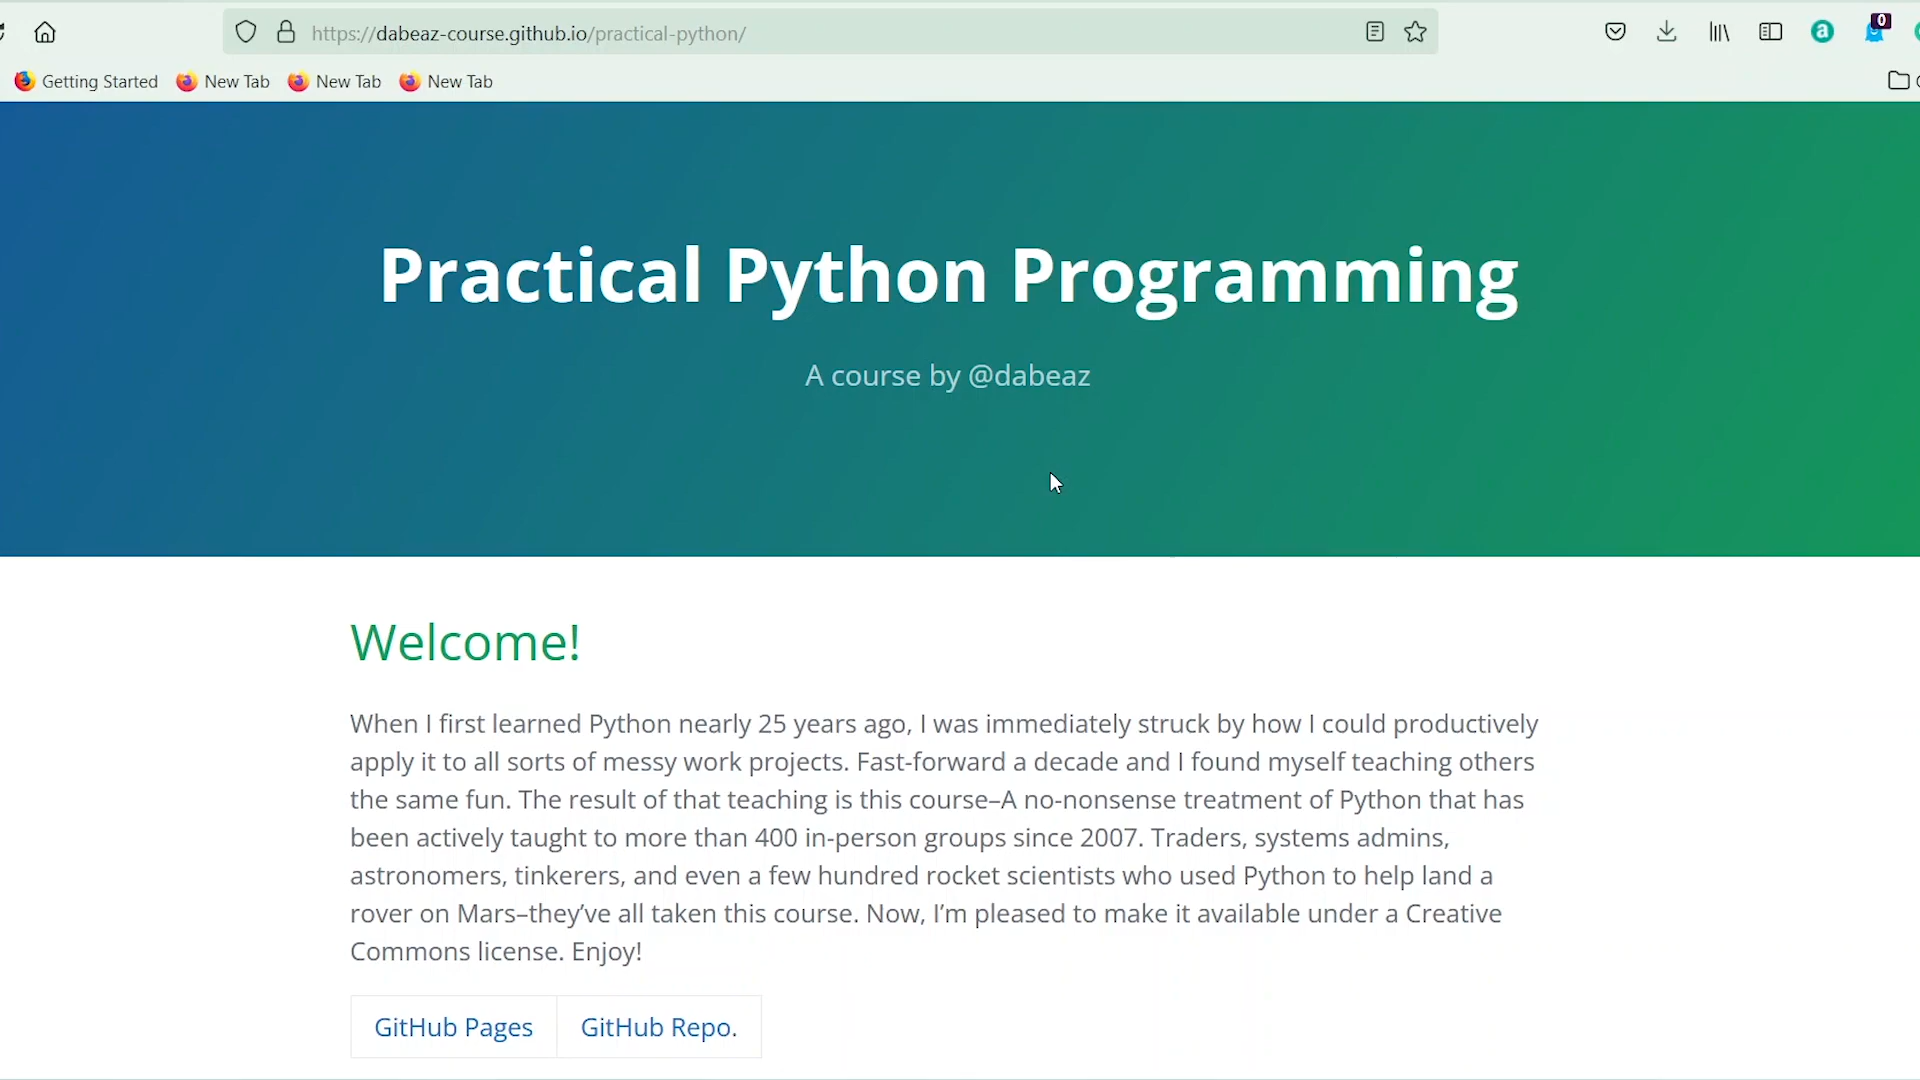 https://dabeaz-course.github.io/practical-python/
0
Getting Started New Tab New Tab New Tab
Practical Python Programming
A course by @dabeaz
Welcome!
When I first learned Python nearly 25 years ago, I was immediately struck by how I could productively
apply it to all sorts of messy work projects. Fast-forward a decade and I found myself teaching others
the same fun. The result of that teaching is this course–A no-nonsense treatment of Python that has
been actively taught to more than 400 in-person groups since 2007. Traders, systems admins,
astronomers, tinkerers, and even a few hundred rocket scientists who used Python to help land a
rover on Mars–they’ve all taken this course. Now, I’m pleased to make it available under a Creative
Commons license. Enjoy!
GitHub Pages GitHub Repo.